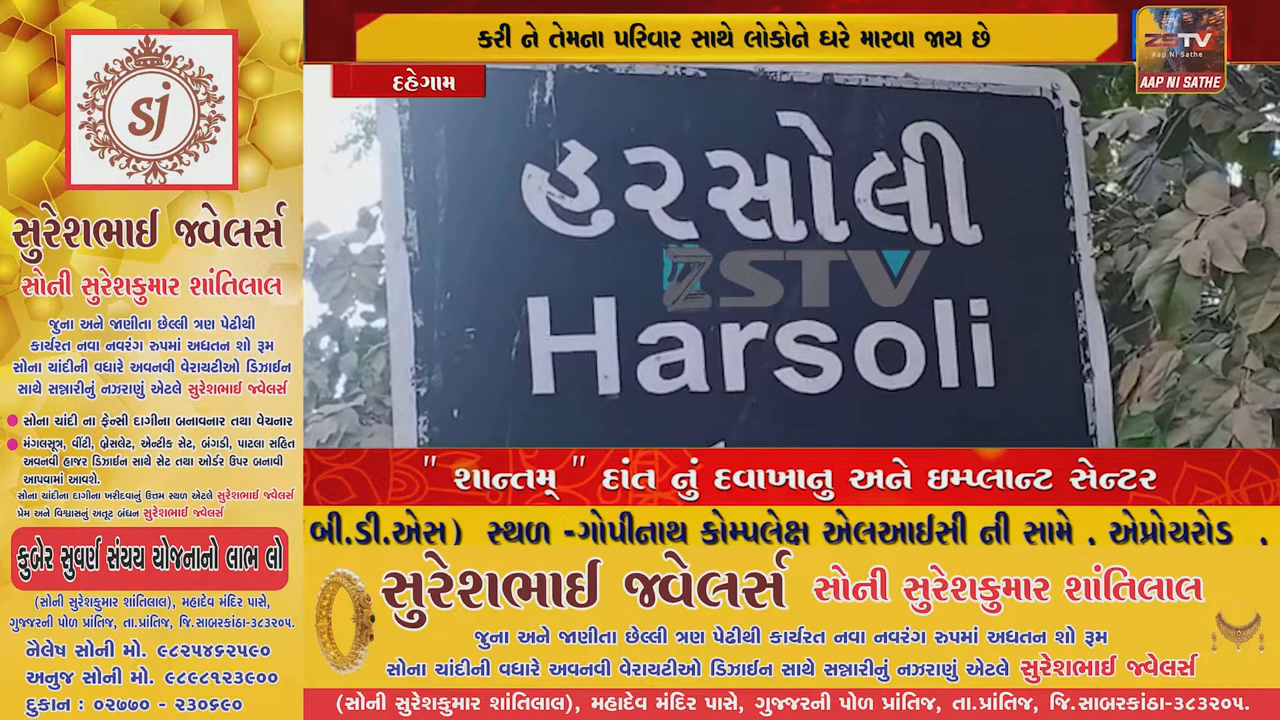 sj
સુરેશભાઈ જ્વેલર્સ
સોની સુરેશકુમાર શાંતિલાલ
જુના અને જાણીતા છેલ્લી ત્રણ પેઢીથી
કાર્યરત નવા નવરંગ રુપમાં અધતન શો રૂમ
સોના ચાંદીની વધારે અવનવી વેરાયટીઓ ડિઝાઈન
સાથે સન્નારીનું નઝરાણું એટલે સુરેશભાઈ જ્વેલર્સ
સોના ચાંદી ના ફેન્સી દાગીના બનાવનાર તથા વેચનાર
મંગલસૂત્ર, વીંટી, બ્રેસલેટ, એન્ટીક સેટ, બંગડી, પાટલા સહિત
અવનવી હાજર ડિઝાઈન સાથે સેટ તથા ઓર્ડર ઉપર બનાવી
આપવામાં આવશે.
સોના ચાંદીના દાગીના ખરીદવાનું ઉત્તમ સ્થળ એટલે સુરેશભાઈ જ્વેલર્સ
પ્રેમ અને વિશ્વાસનું અતૂટ બંધન સુરેશભાઈ જ્વેલર્સ
કુબેર સુવર્ણ સંચય યોજનાનો લાભ લો
(સોની સુરેશકુમાર શાંતિલાલ), મહાદેવ મંદિર પાસે,
ગુજ્જરની પોળ પ્રાંતિજ, તા.પ્રાંતિજ, જિ.સાબરકાંઠા-૩૮૩૨૦૫.
નૈલેષ સોની મો. ૯૮૨૫૪૬૨૫૯૦
અનુજ સોની મો. ૯૮૯૮૧૨૩૯૦૦
દુકાન : ૦૨૭૭૦ - ૨૩૦૬૯૦
કરી ને તેમના પરિવાર સાથે લોકોને ઘરે મારવા જાય છે
ZSTV
Aap Ni Sathe
AAP NI SATHE
દહેગામ
હરસોલી
ZSTV
Harsoli
" શાન્તમ્ " દાંત નું દવાખાનુ અને ઇમ્પ્લાન્ટ સેન્ટર
(બી.ડી.એસ) સ્થળ -ગોપીનાથ કોમ્પલેક્ષ એલઆઈસી ની સામે . એપ્રોચરોડ .
સુરેશભાઈ જ્વેલર્સ સોની સુરેશકુમાર શાંતિલાલ
જુના અને જાણીતા છેલ્લી ત્રણ પેઢીથી કાર્યરત નવા નવરંગ રુપમાં અધતન શો રૂમ
સોના ચાંદીની વધારે અવનવી વેરાયટીઓ ડિઝાઈન સાથે સન્નારીનું નઝરાણું એટલે સુરેશભાઈ જ્વેલર્સ
(સોની સુરેશકુમાર શાંતિલાલ), મહાદેવ મંદિર પાસે, ગુજ્જરની પોળ પ્રાંતિજ, તા.પ્રાંતિજ, જિ.સાબરકાંઠા-૩૮૩૨૦૫.